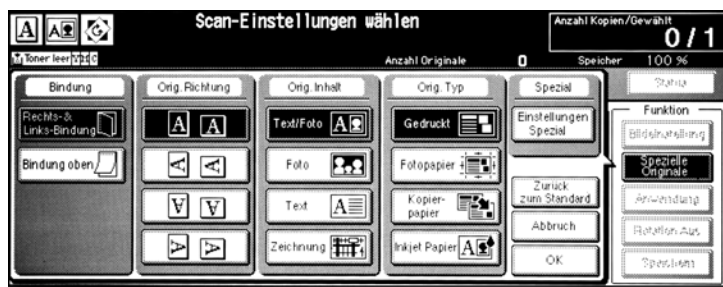 Scan-Einstellungen wählen
Anzahl Kopien/Gewählt
0 / 1
Toner leer
Anzahl Originale 0 Speicher 100 %
Bindung
Rechts-&
Links-Bindung
Bindung oben
Orig. Richtung
Orig. Inhalt
Text/Foto
Foto
Text
Zeichnung
Orig. Typ
Gedruckt
Fotopapier
Kopier-
papier
Inkjet Papier
Spezial
Einstellungen
Spezial
Zurück
zum Standard
Abbruch
OK
Status
Funktion
Bildeinstellung
Spezielle
Originale
Anwendung
Rotation Aus
Speichern